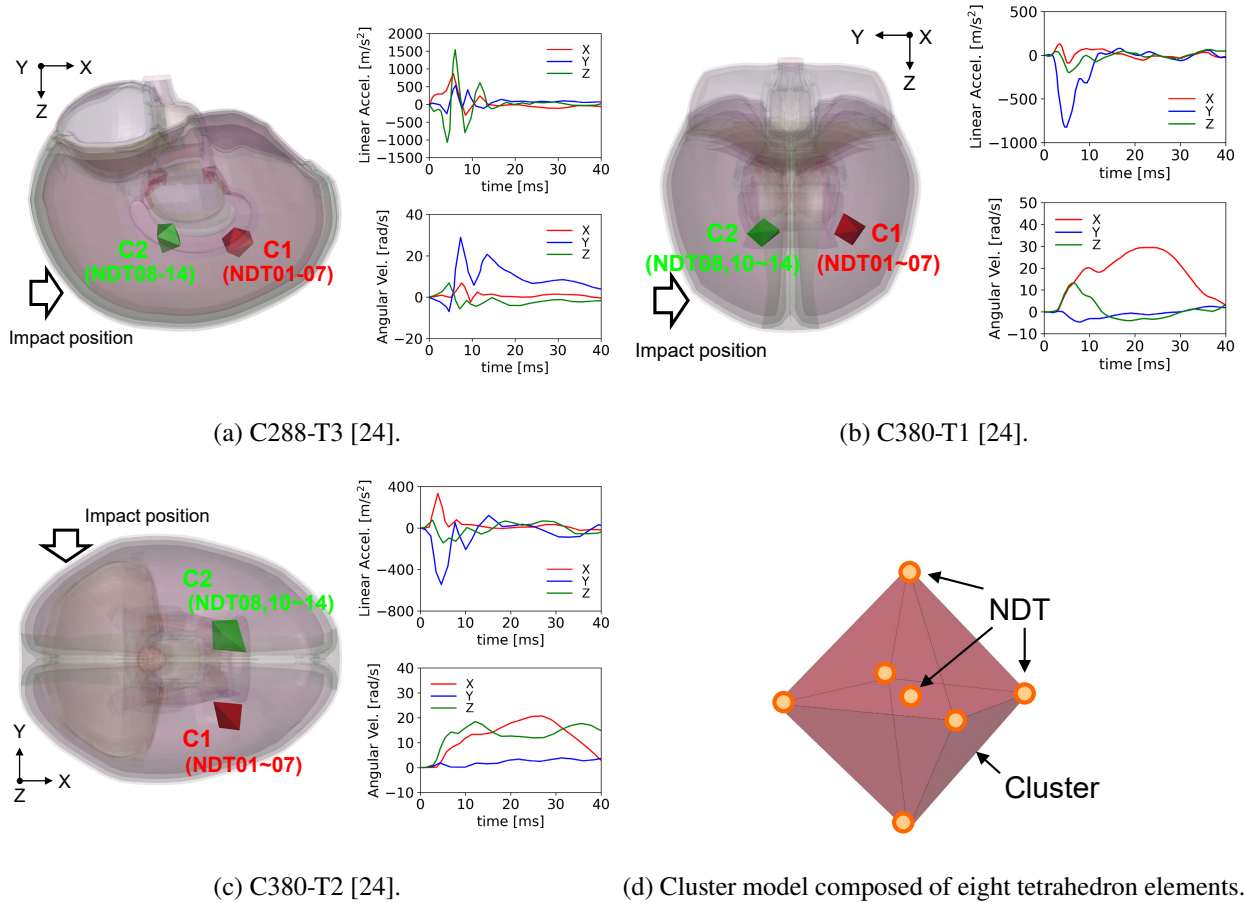 Y
X
Z
C2
(NDT08-14)
C1
(NDT01-07)
Impact position
Linear Accel. [m/s²]
2000
1500
1000
500
0
−500
−1000
−1500
X
Y
Z
0 10 20 30 40
time [ms]
Angular Vel. [rad/s]
40
20
0
−20
X
Y
Z
0 10 20 30 40
time [ms]
(a) C288-T3 [24].
Y
X
Z
C2
(NDT08,10~14)
C1
(NDT01~07)
Impact position
Linear Accel. [m/s²]
500
0
−500
−1000
X
Y
Z
0 10 20 30 40
time [ms]
Angular Vel. [rad/s]
50
40
30
20
10
0
−10
X
Y
Z
0 10 20 30 40
time [ms]
(b) C380-T1 [24].
Impact position
C2
(NDT08,10~14)
C1
(NDT01~07)
Y
X
Z
Linear Accel. [m/s²]
400
0
−400
−800
X
Y
Z
0 10 20 30 40
time [ms]
Angular Vel. [rad/s]
40
30
20
10
0
−10
X
Y
Z
0 10 20 30 40
time [ms]
(c) C380-T2 [24].
NDT
Cluster
(d) Cluster model composed of eight tetrahedron elements.